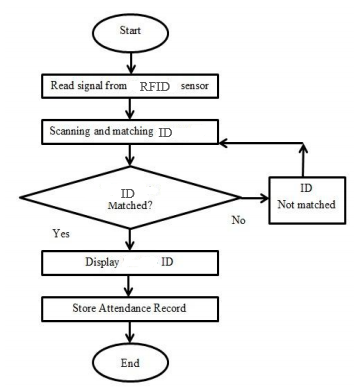 Start
Read signal from RFID sensor
Scanning and matching ID
ID
Matched?
ID
Not matched
No
Yes
Display ID
Store Attendance Record
End